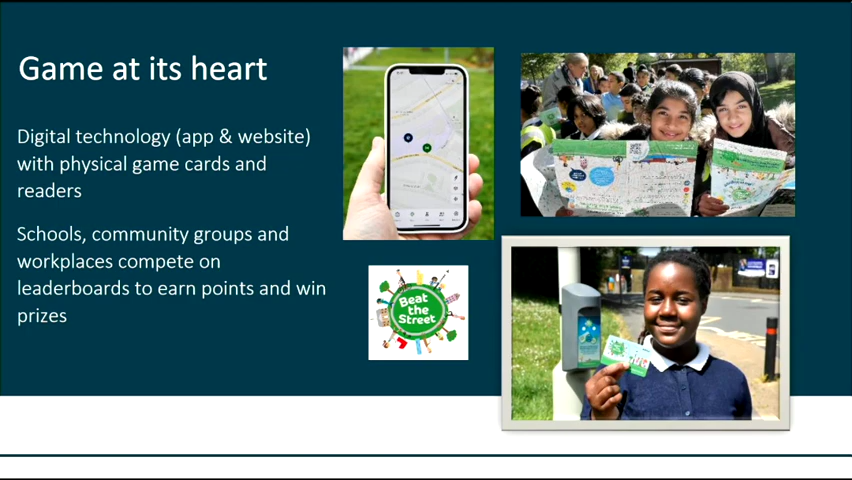 Game at its heart
Digital technology (app & website)
with physical game cards and
readers
Schools, community groups and
workplaces compete on
leaderboards to earn points and win
prizes
Beat
the
Street